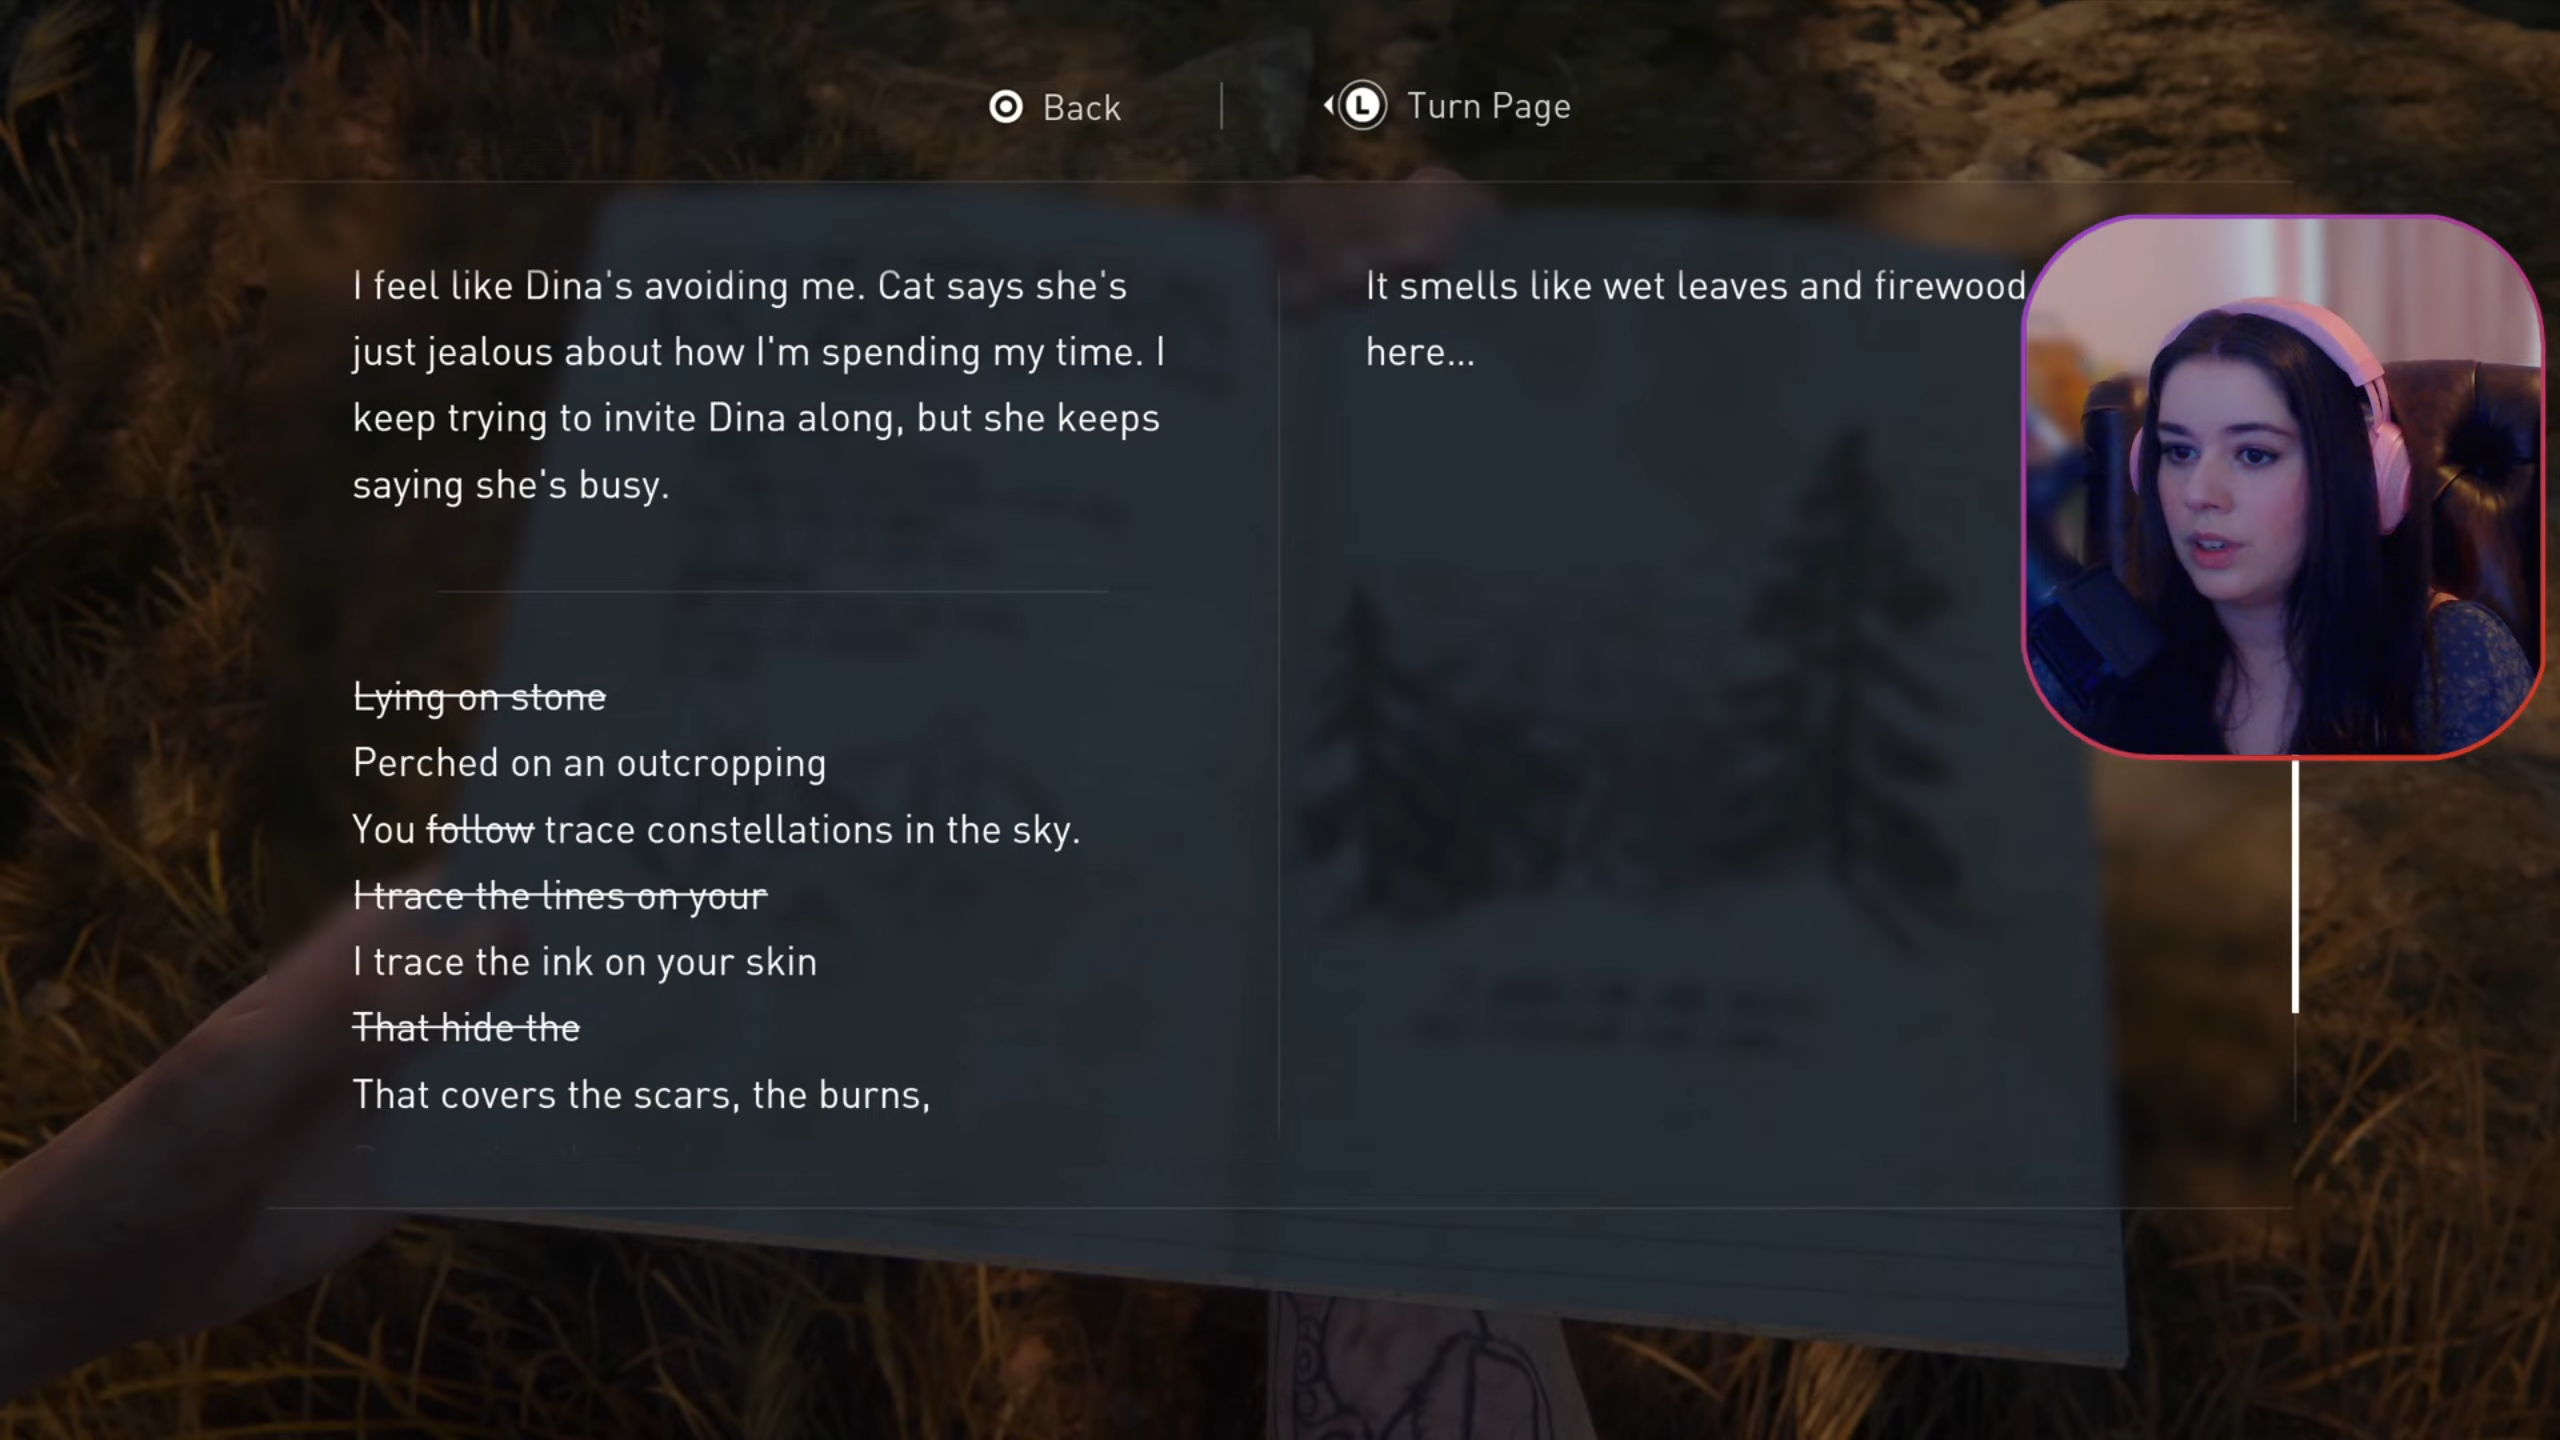 Back
Turn Page
I feel like Dina's avoiding me. Cat says she's
just jealous about how I'm spending my time. I
keep trying to invite Dina along, but she keeps
saying she's busy.
Lying on stone
Perched on an outcropping
You follow trace constellations in the sky.
I trace the lines on your
I trace the ink on your skin
That hide the
That covers the scars, the burns,
It smells like wet leaves and firewood
here...